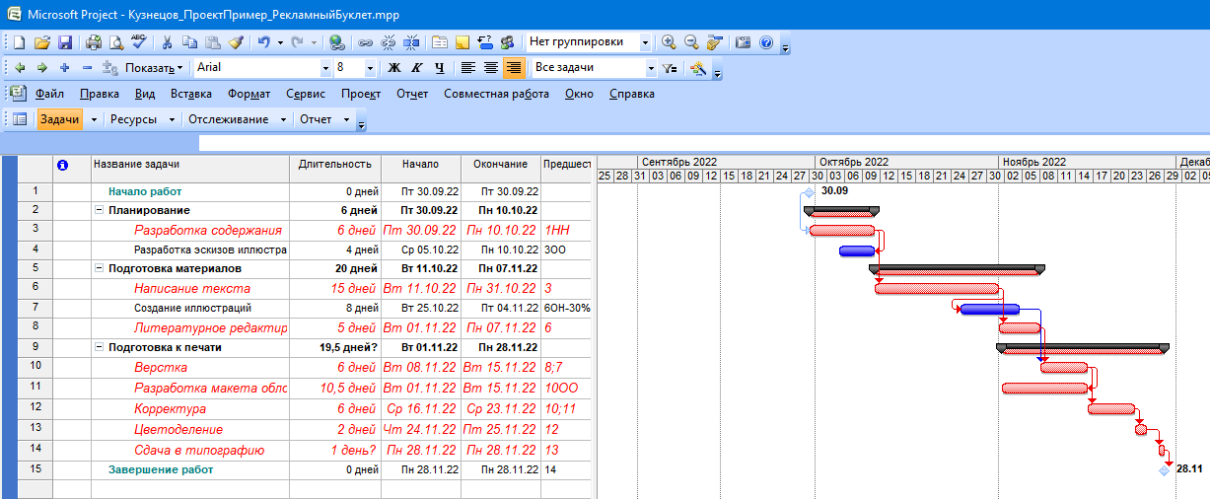 Microsoft Project - Кузнецов_ПроектПример_РекламныйБуклет.mpp
Нет группировки
Показать Arial 8 Ж К Ч Все задачи
Файл Правка Вид Вставка Формат Сервис Проект Отчет Совместная работа Окно Справка
Задачи Ресурсы Отслеживание Отчет
Название задачи Длительность Начало Окончание Предшест Сентябрь 2022 Октябрь 2022 Ноябрь 2022 Декаб
25 28 31 03 06 09 12 15 18 21 24 27 30 03 06 09 12 15 18 21 24 27 30 02 05 08 11 14 17 20 23 26 29 02 05
1 Начало работ 0 дней Пт 30.09.22 Пт 30.09.22 30.09
2 Планирование 6 дней Пт 30.09.22 Пн 10.10.22
3 Разработка содержания 6 дней Пт 30.09.22 Пн 10.10.22 1НН
4 Разработка эскизов иллюстра 4 дней Ср 05.10.22 Пн 10.10.22 3ОО
5 Подготовка материалов 20 дней Вт 11.10.22 Пн 07.11.22
6 Написание текста 15 дней Вт 11.10.22 Пн 31.10.22 3
7 Создание иллюстраций 8 дней Вт 25.10.22 Пт 04.11.22 6ОН-30%
8 Литературное редактир 5 дней Вт 01.11.22 Пн 07.11.22 6
9 Подготовка к печати 19,5 дней? Вт 01.11.22 Пн 28.11.22
10 Верстка 6 дней Вт 08.11.22 Вт 15.11.22 8;7
11 Разработка макета обло 10,5 дней Вт 01.11.22 Вт 15.11.22 10ОО
12 Корректура 6 дней Ср 16.11.22 Ср 23.11.22 10;11
13 Цветоделение 2 дней Чт 24.11.22 Пт 25.11.22 12
14 Сдача в типографию 1 день? Пн 28.11.22 Пн 28.11.22 13
15 Завершение работ 0 дней Пн 28.11.22 Пн 28.11.22 14 28.11